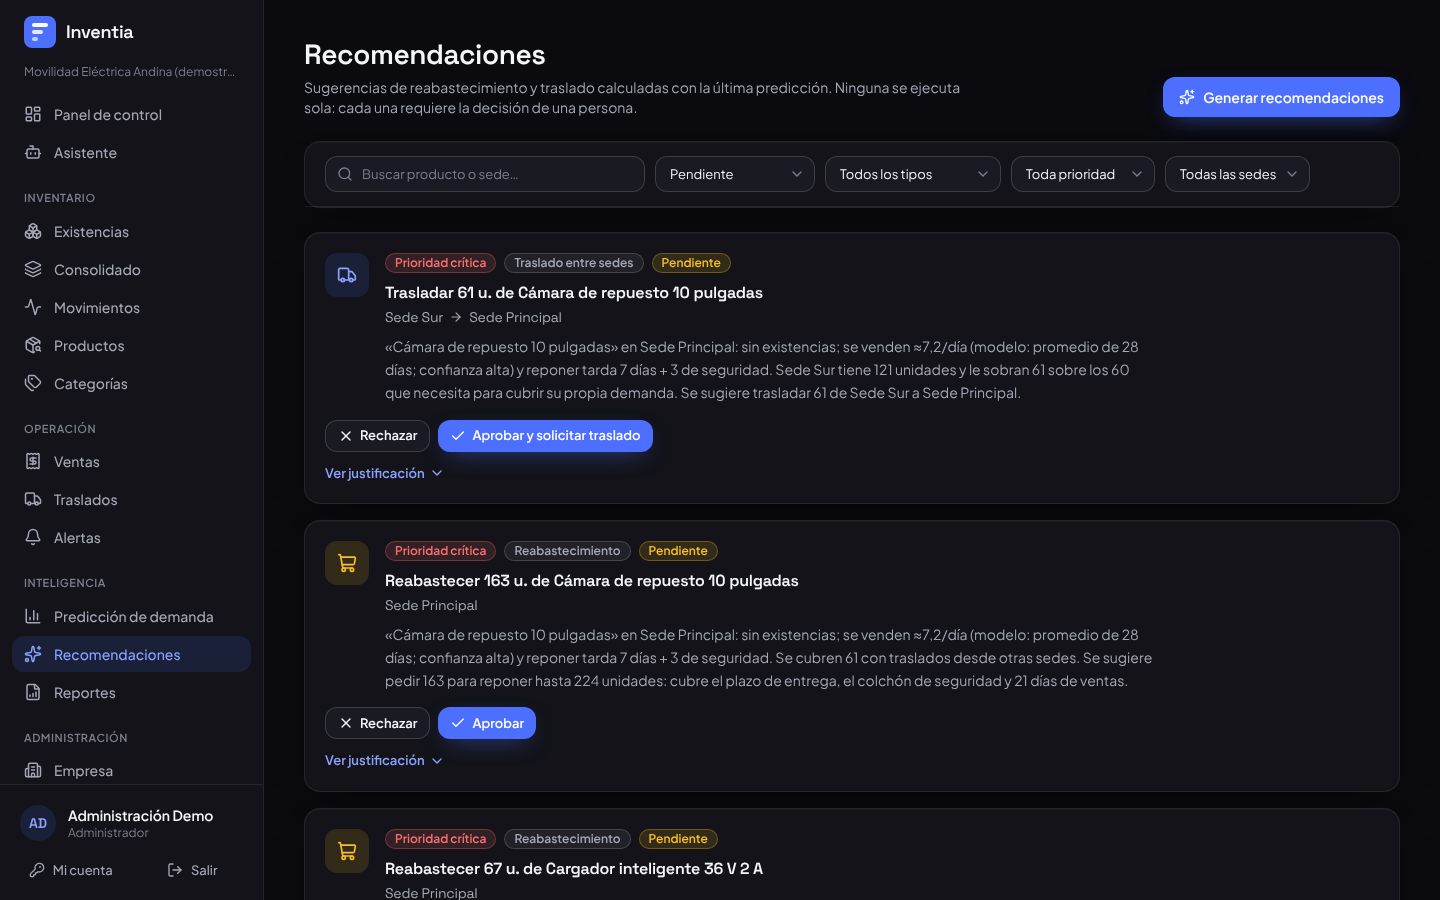 Inventia
Movilidad Eléctrica Andina (demostr...
Panel de control
Asistente
INVENTARIO
Existencias
Consolidado
Movimientos
Productos
Categorías
OPERACIÓN
Ventas
Traslados
Alertas
INTELIGENCIA
Predicción de demanda
Recomendaciones
Reportes
ADMINISTRACIÓN
Empresa
AD
Administración Demo
Administrador
Mi cuenta
Salir
Recomendaciones
Sugerencias de reabastecimiento y traslado calculadas con la última predicción. Ninguna se ejecuta
sola: cada una requiere la decisión de una persona.
Generar recomendaciones
Buscar producto o sede...
Pendiente
Todos los tipos
Toda prioridad
Todas las sedes
Prioridad crítica
Traslado entre sedes
Pendiente
Trasladar 61 u. de Cámara de repuesto 10 pulgadas
Sede Sur → Sede Principal
«Cámara de repuesto 10 pulgadas» en Sede Principal: sin existencias; se venden ≈7,2/día (modelo: promedio de 28
días; confianza alta) y reponer tarda 7 días + 3 de seguridad. Sede Sur tiene 121 unidades y le sobran 61 sobre los 60
que necesita para cubrir su propia demanda. Se sugiere trasladar 61 de Sede Sur a Sede Principal.
Rechazar
Aprobar y solicitar traslado
Ver justificación
Prioridad crítica
Reabastecimiento
Pendiente
Reabastecer 163 u. de Cámara de repuesto 10 pulgadas
Sede Principal
«Cámara de repuesto 10 pulgadas» en Sede Principal: sin existencias; se venden ≈7,2/día (modelo: promedio de 28
días; confianza alta) y reponer tarda 7 días + 3 de seguridad. Se cubren 61 con traslados desde otras sedes. Se sugiere
pedir 163 para reponer hasta 224 unidades: cubre el plazo de entrega, el colchón de seguridad y 21 días de ventas.
Rechazar
Aprobar
Ver justificación
Prioridad crítica
Reabastecimiento
Pendiente
Reabastecer 67 u. de Cargador inteligente 36 V 2 A
Sede Principal